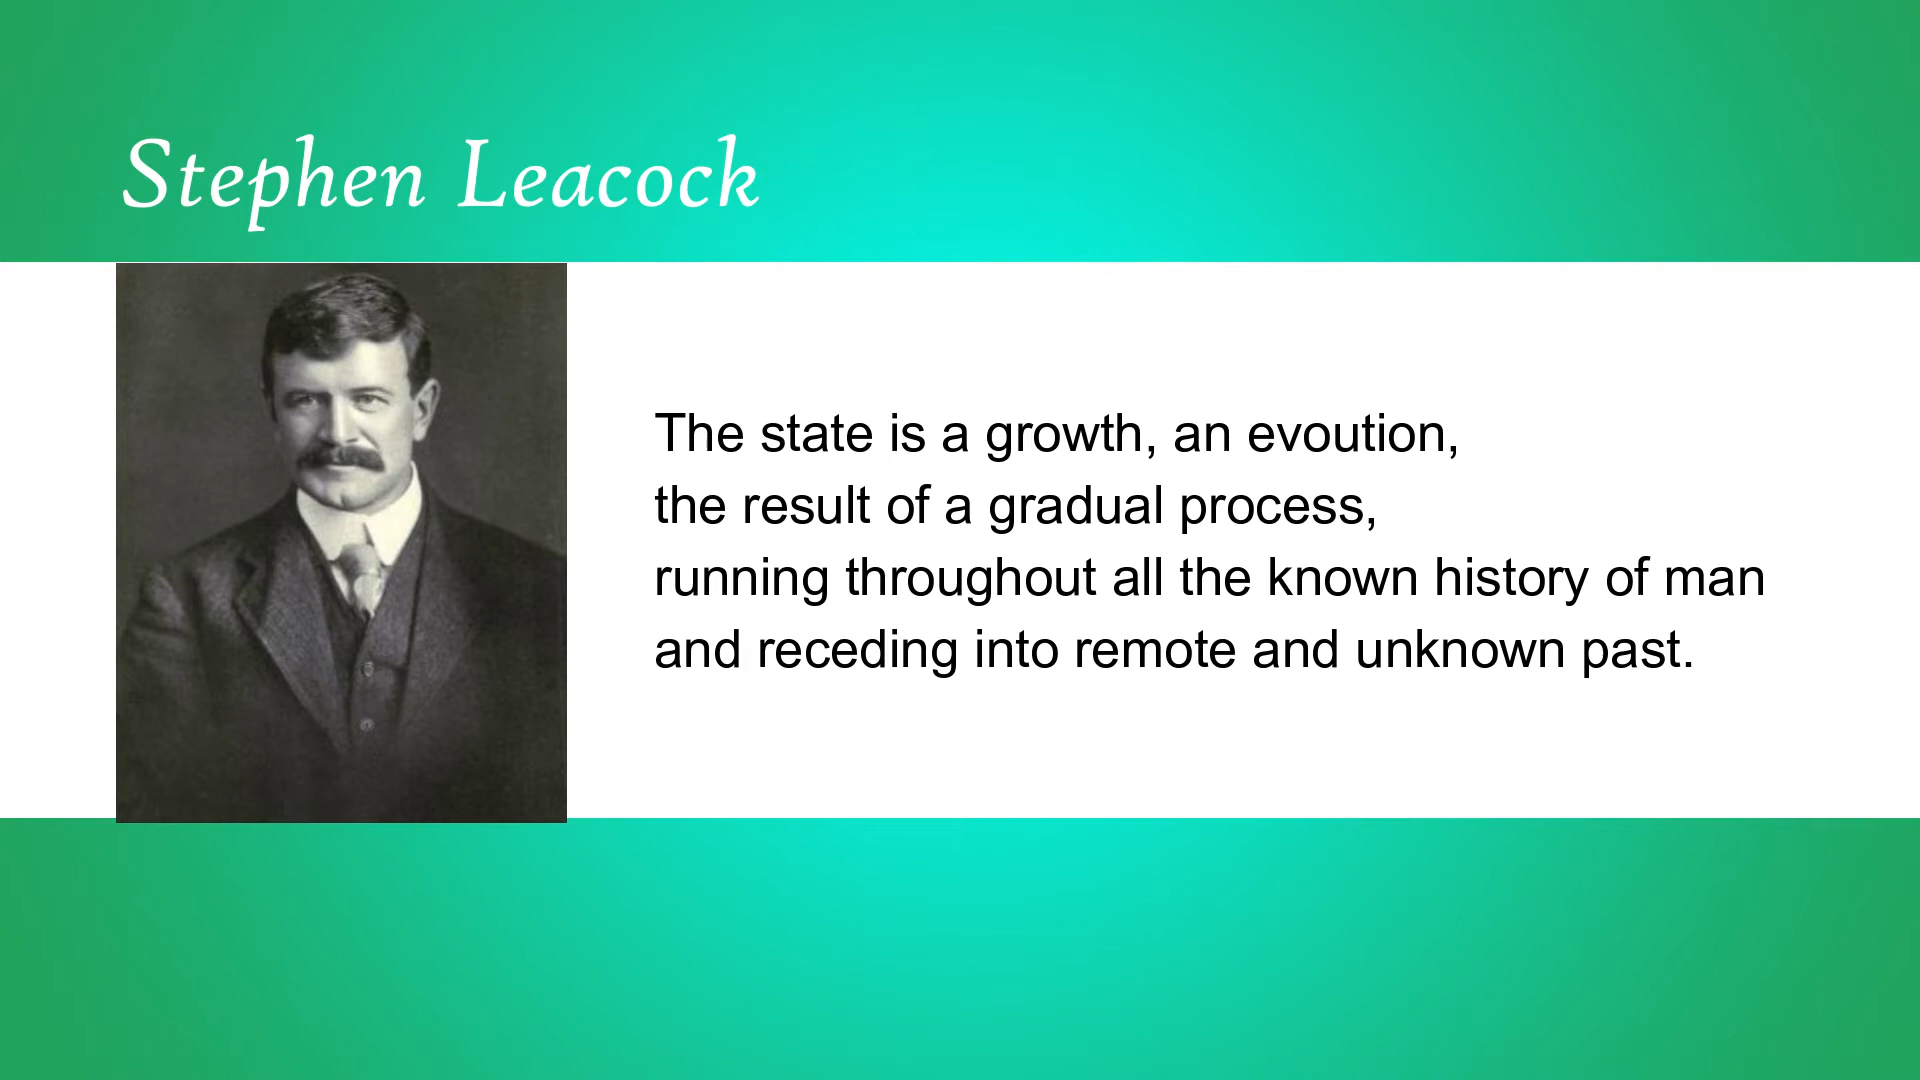 Stephen Leacock
The state is a growth, an evoution,
the result of a gradual process,
running throughout all the known history of man
and receding into remote and unknown past.